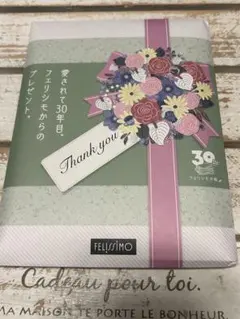 愛されて30年目。
フェリシモからの
プレゼント。
Thank you
30
FELISSIMO
Cadeau pour toi.
MA MAISON TE PORTE LE BONHEUR.